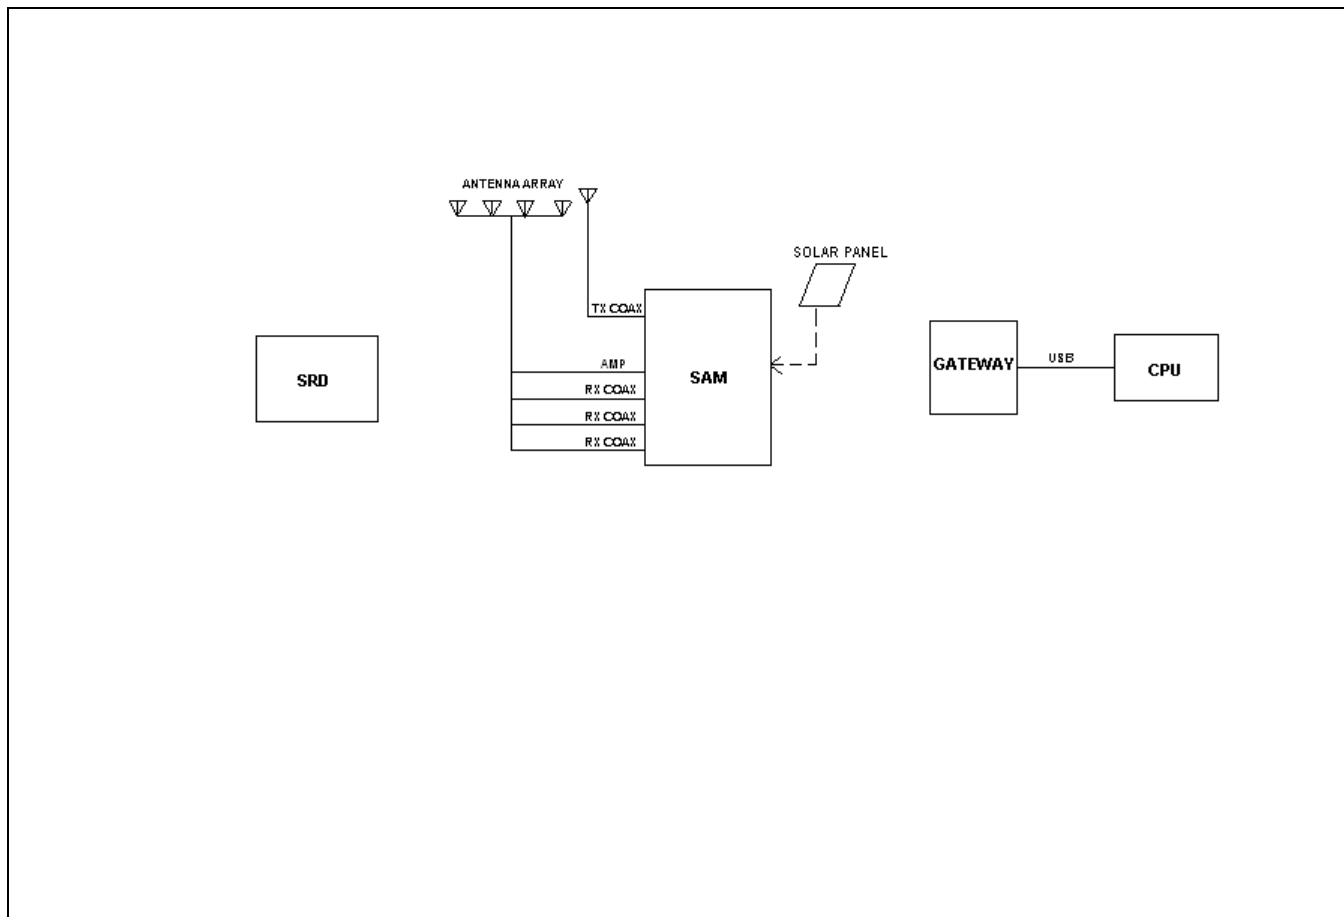 ANTENNA ARRAY
SOLAR PANEL
TX COAX
SRD
AMP
RX COAX
RX COAX
RX COAX
SAM
GATEWAY
USB
CPU